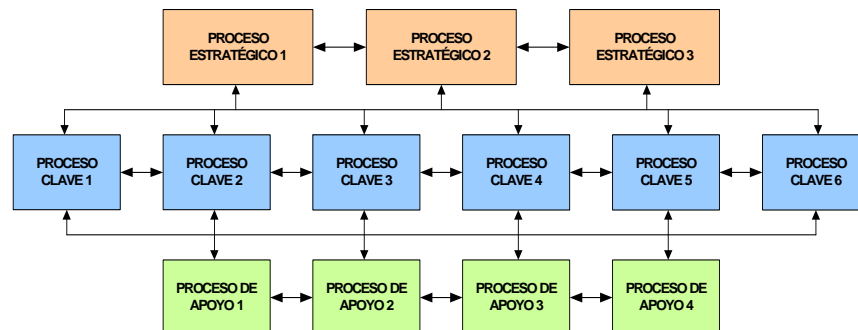 PROCESO
ESTRATÉGICO 1
PROCESO
ESTRATÉGICO 2
PROCESO
ESTRATÉGICO 3
PROCESO
CLAVE 1
PROCESO
CLAVE 2
PROCESO
CLAVE 3
PROCESO
CLAVE 4
PROCESO
CLAVE 5
PROCESO
CLAVE 6
PROCESO DE
APOYO 1
PROCESO DE
APOYO 2
PROCESO DE
APOYO 3
PROCESO DE
APOYO 4